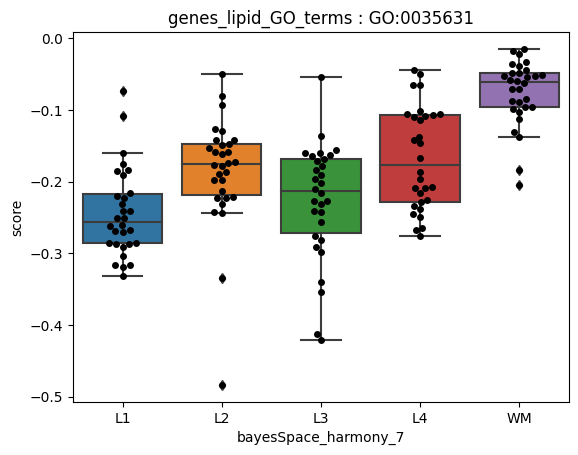 genes_lipid_GO_terms : GO:0035631
0.0
−0.1
−0.2
−0.3
−0.4
−0.5
score
L1 L2 L3 L4 WM
bayesSpace_harmony_7